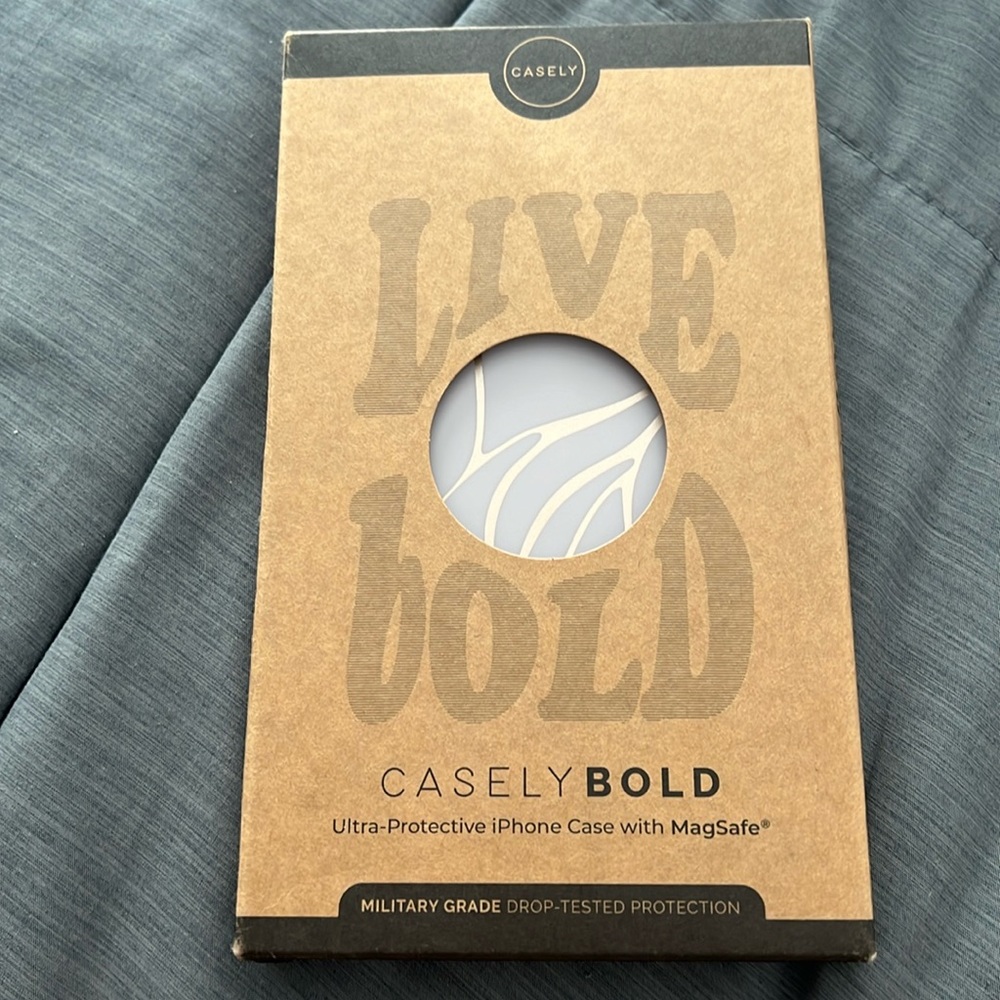 CASELY
LIVE
bOLD
CASELYBOLD
Ultra-Protective iPhone Case with MagSafe®
MILITARY GRADE DROP-TESTED PROTECTION